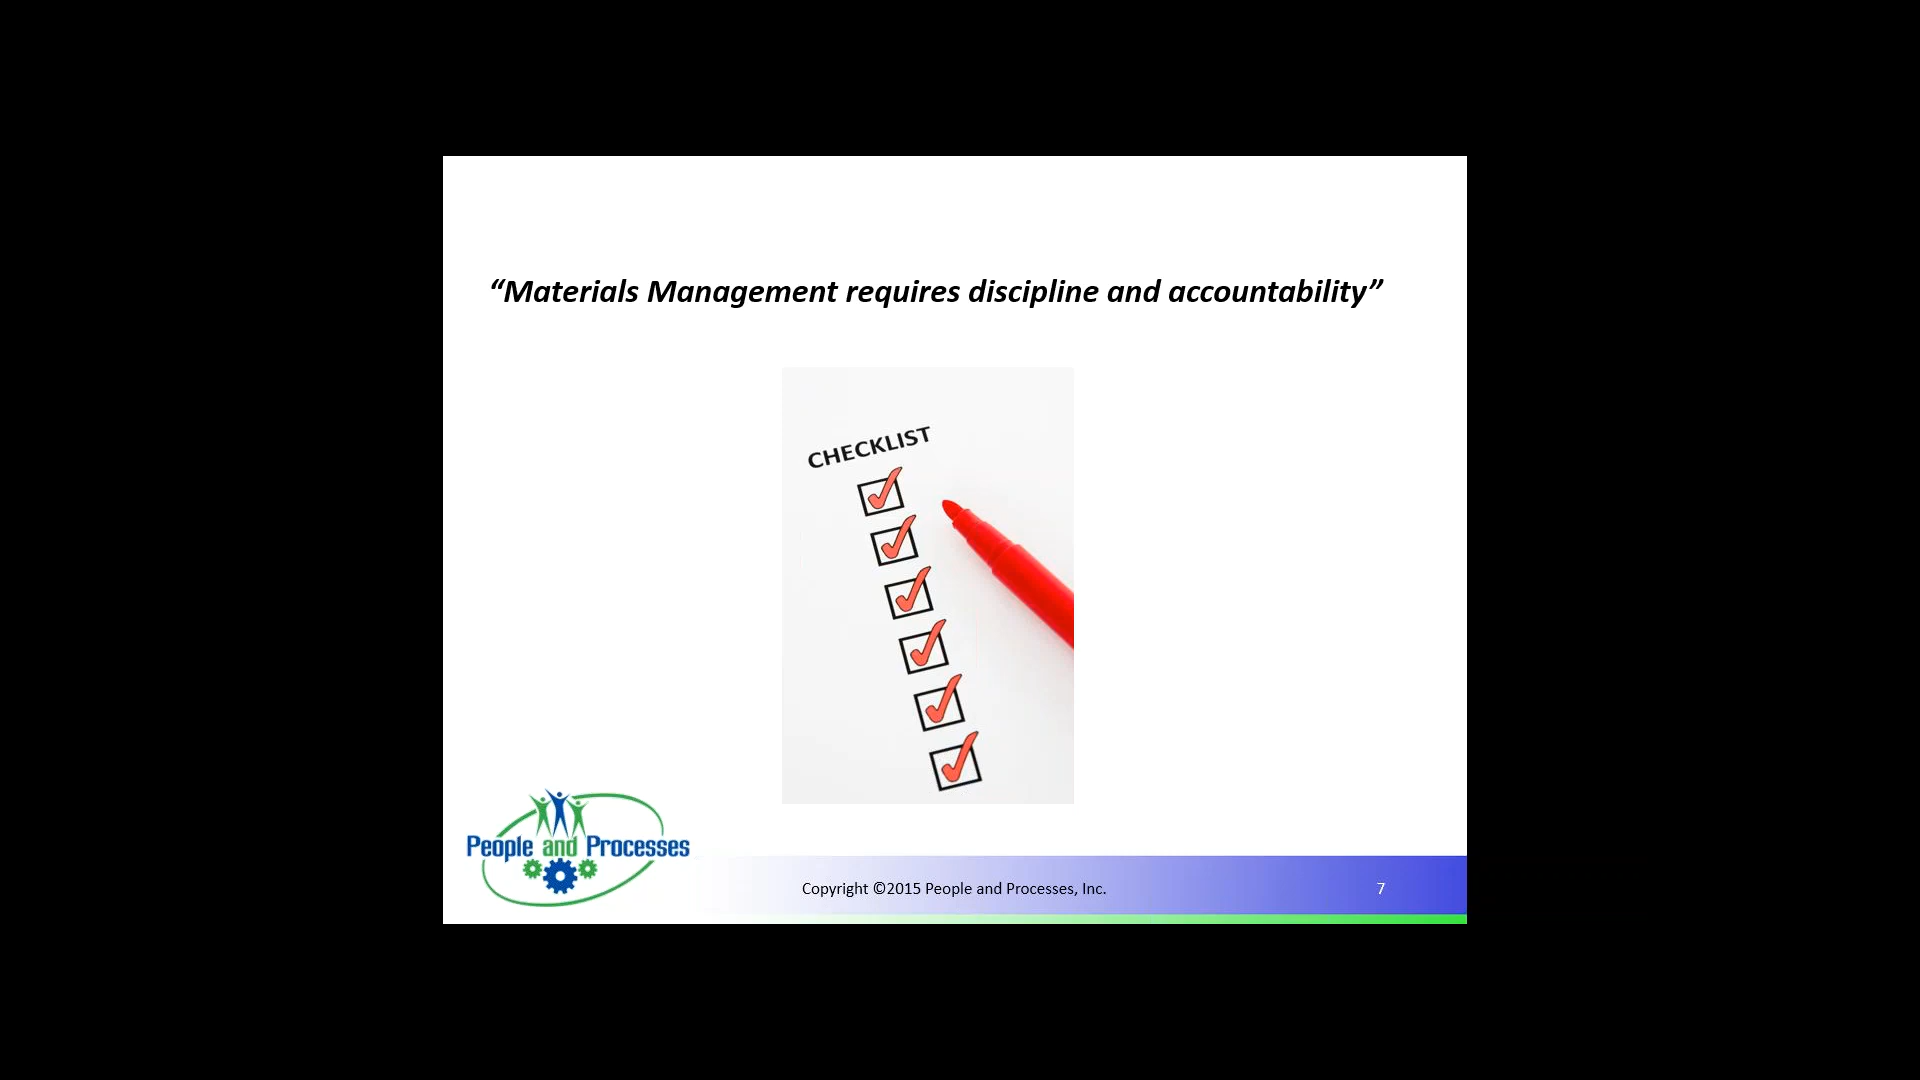 “Materials Management requires discipline and accountability”
CHECKLIST
People and Processes
Copyright ©2015 People and Processes, Inc.
7